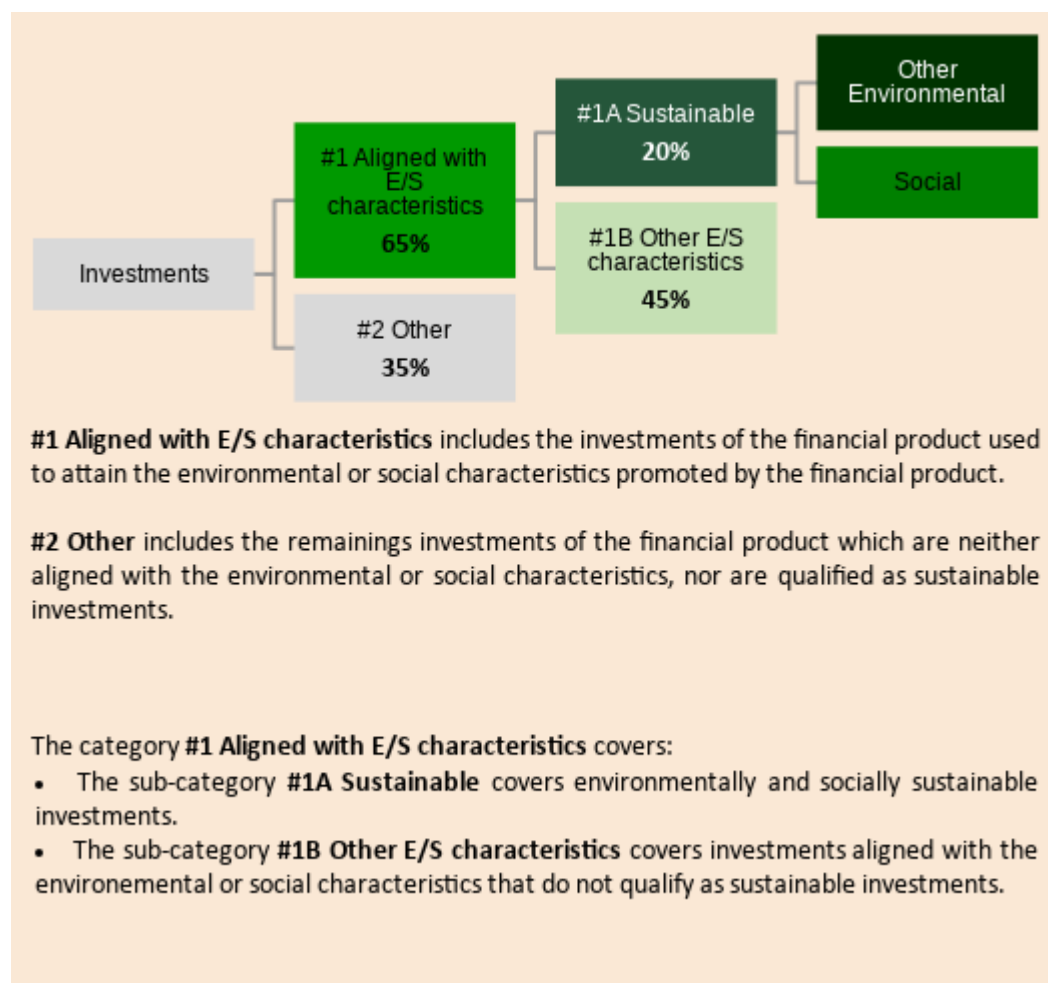 Other
Environmental
#1A Sustainable
20%
#1 Aligned with
E/S
characteristics
65%
Social
#1B Other E/S
characteristics
45%
Investments
#2 Other
35%
#1 Aligned with E/S characteristics includes the investments of the financial product used
to attain the environmental or social characteristics promoted by the financial product.
#2 Other includes the remainings investments of the financial product which are neither
aligned with the environmental or social characteristics, nor are qualified as sustainable
investments.
The category #1 Aligned with E/S characteristics covers:
• The sub-category #1A Sustainable covers environmentally and socially sustainable
investments.
• The sub-category #1B Other E/S characteristics covers investments aligned with the
environemental or social characteristics that do not qualify as sustainable investments.